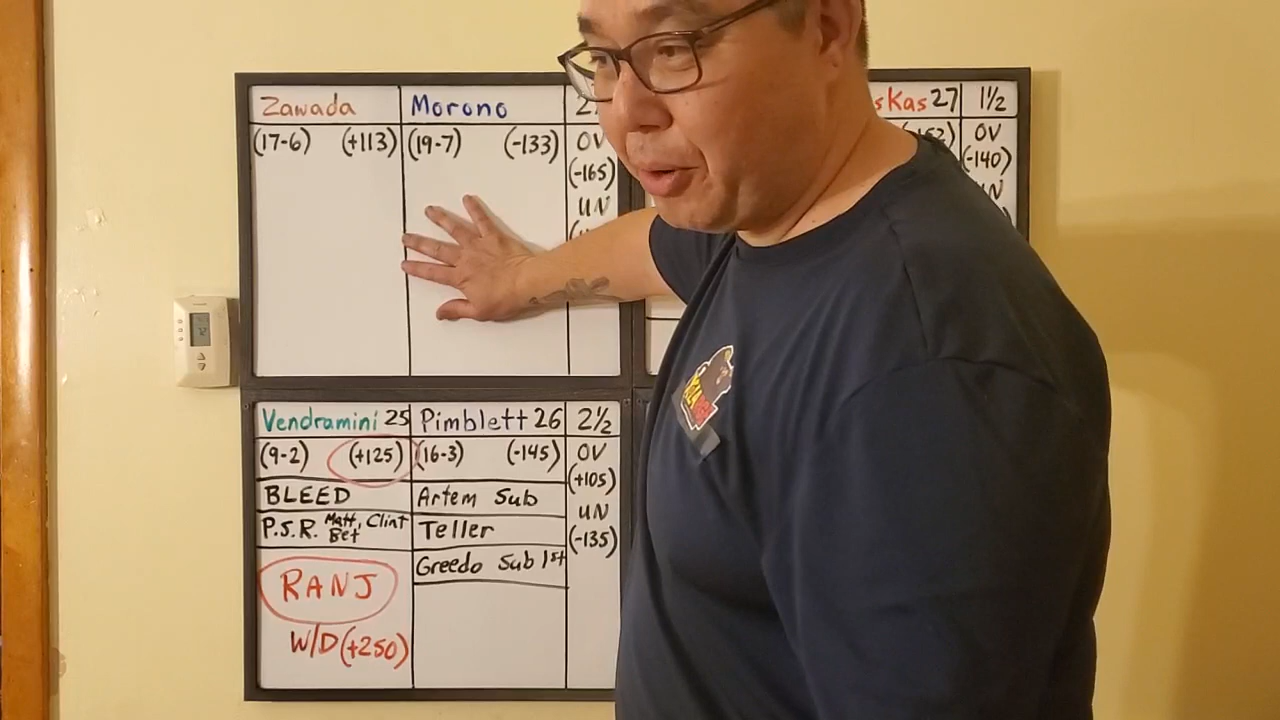 Zawada Morono
(17-6) (+113) (19-7) (-133) OV
(-165)
UN
sKas 27 1½
OV
(-140)
Vendramini 25 Pimblett 26 2½
(9-2) (+125) (16-3) (-145) OV
(+105)
BLEED Artem Sub
UN
P.S.R. Matt, Clint Teller
Bet
(-135)
RANJ Greedo Sub 1st
W/D (+250)